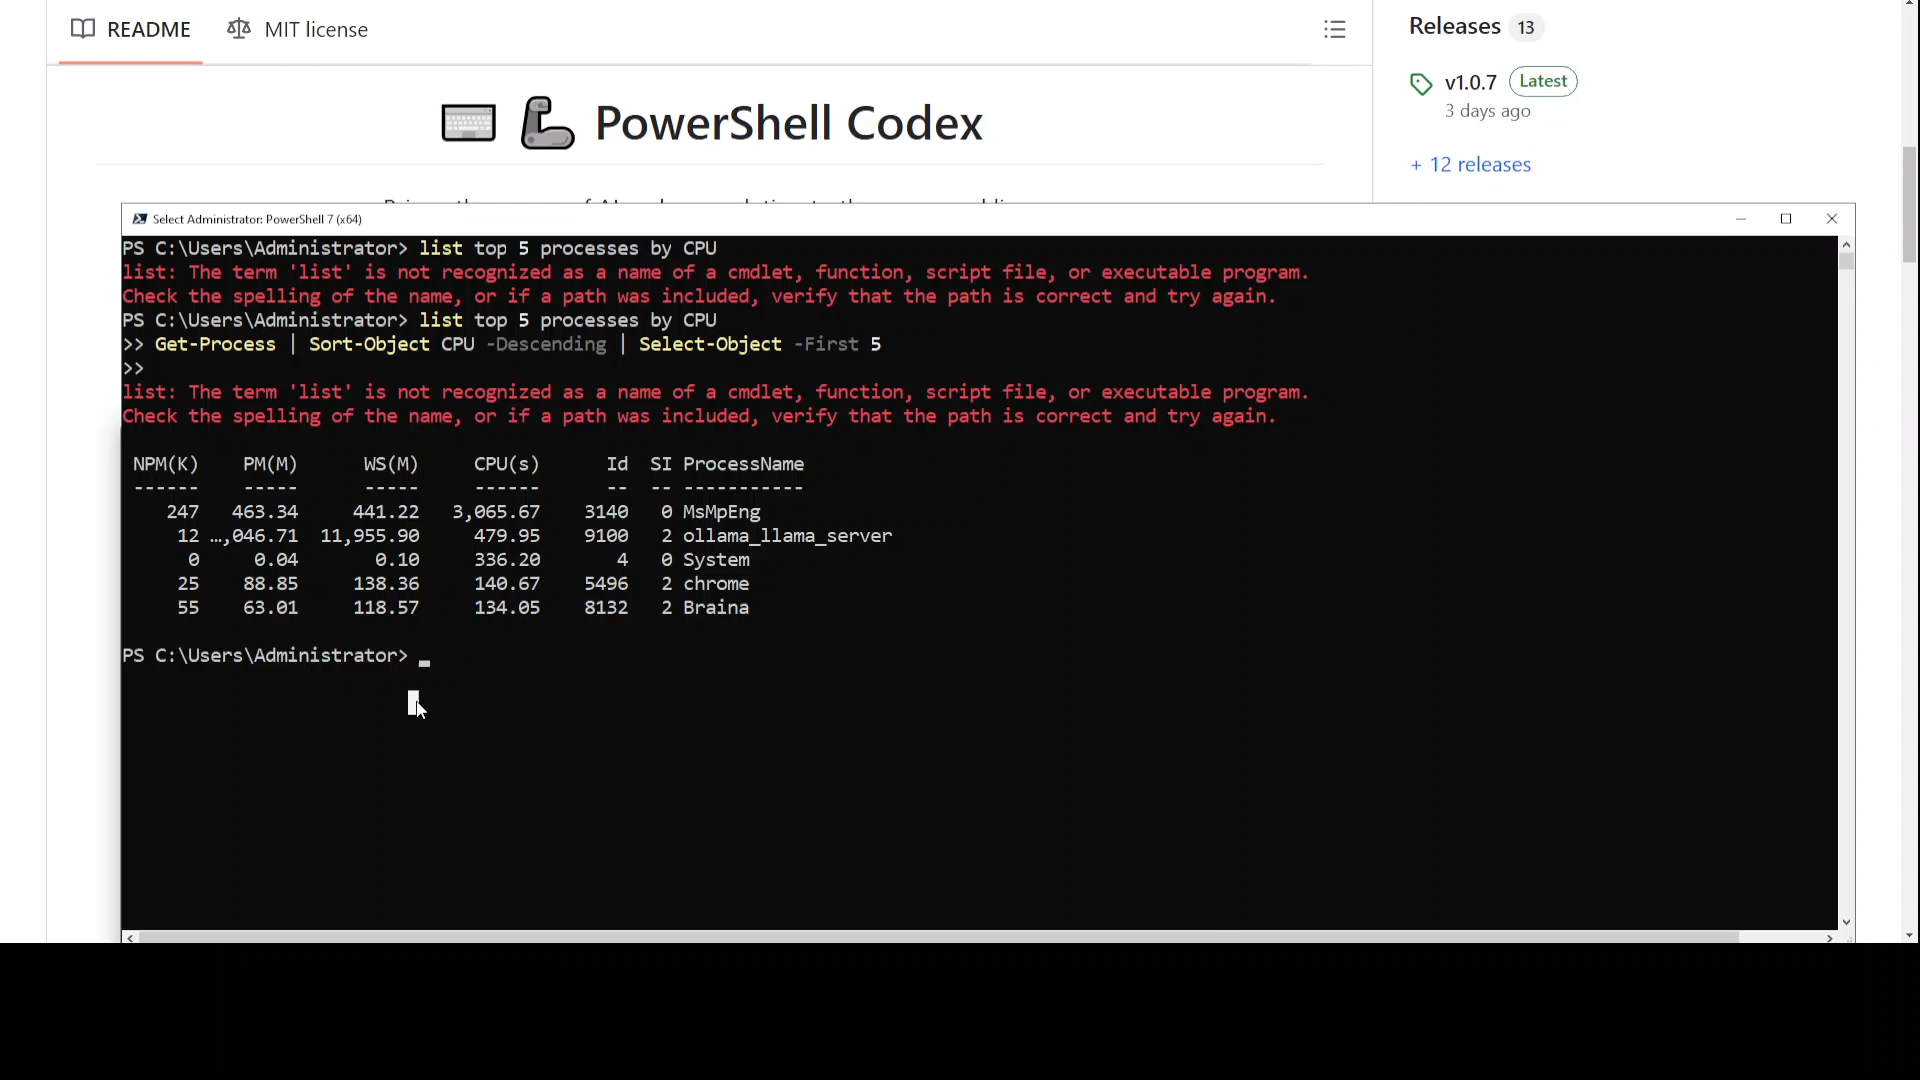 README MIT license
Releases 13
v1.0.7 Latest
3 days ago
+ 12 releases
PowerShell Codex
Select Administrator: PowerShell 7 (x64)
PS C:\Users\Administrator> list top 5 processes by CPU
list: The term 'list' is not recognized as a name of a cmdlet, function, script file, or executable program.
Check the spelling of the name, or if a path was included, verify that the path is correct and try again.
PS C:\Users\Administrator> list top 5 processes by CPU
>> Get-Process | Sort-Object CPU -Descending | Select-Object -First 5
>>
list: The term 'list' is not recognized as a name of a cmdlet, function, script file, or executable program.
Check the spelling of the name, or if a path was included, verify that the path is correct and try again.
NPM(K) PM(M) WS(M) CPU(s) Id SI ProcessName
------ ----- ----- ------ -- -- -----------
247 463.34 441.22 3,065.67 3140 0 MsMpEng
12 …,046.71 11,955.90 479.95 9100 2 ollama_llama_server
0 0.04 0.10 336.20 4 0 System
25 88.85 138.36 140.67 5496 2 chrome
55 63.01 118.57 134.05 8132 2 Braina
PS C:\Users\Administrator>